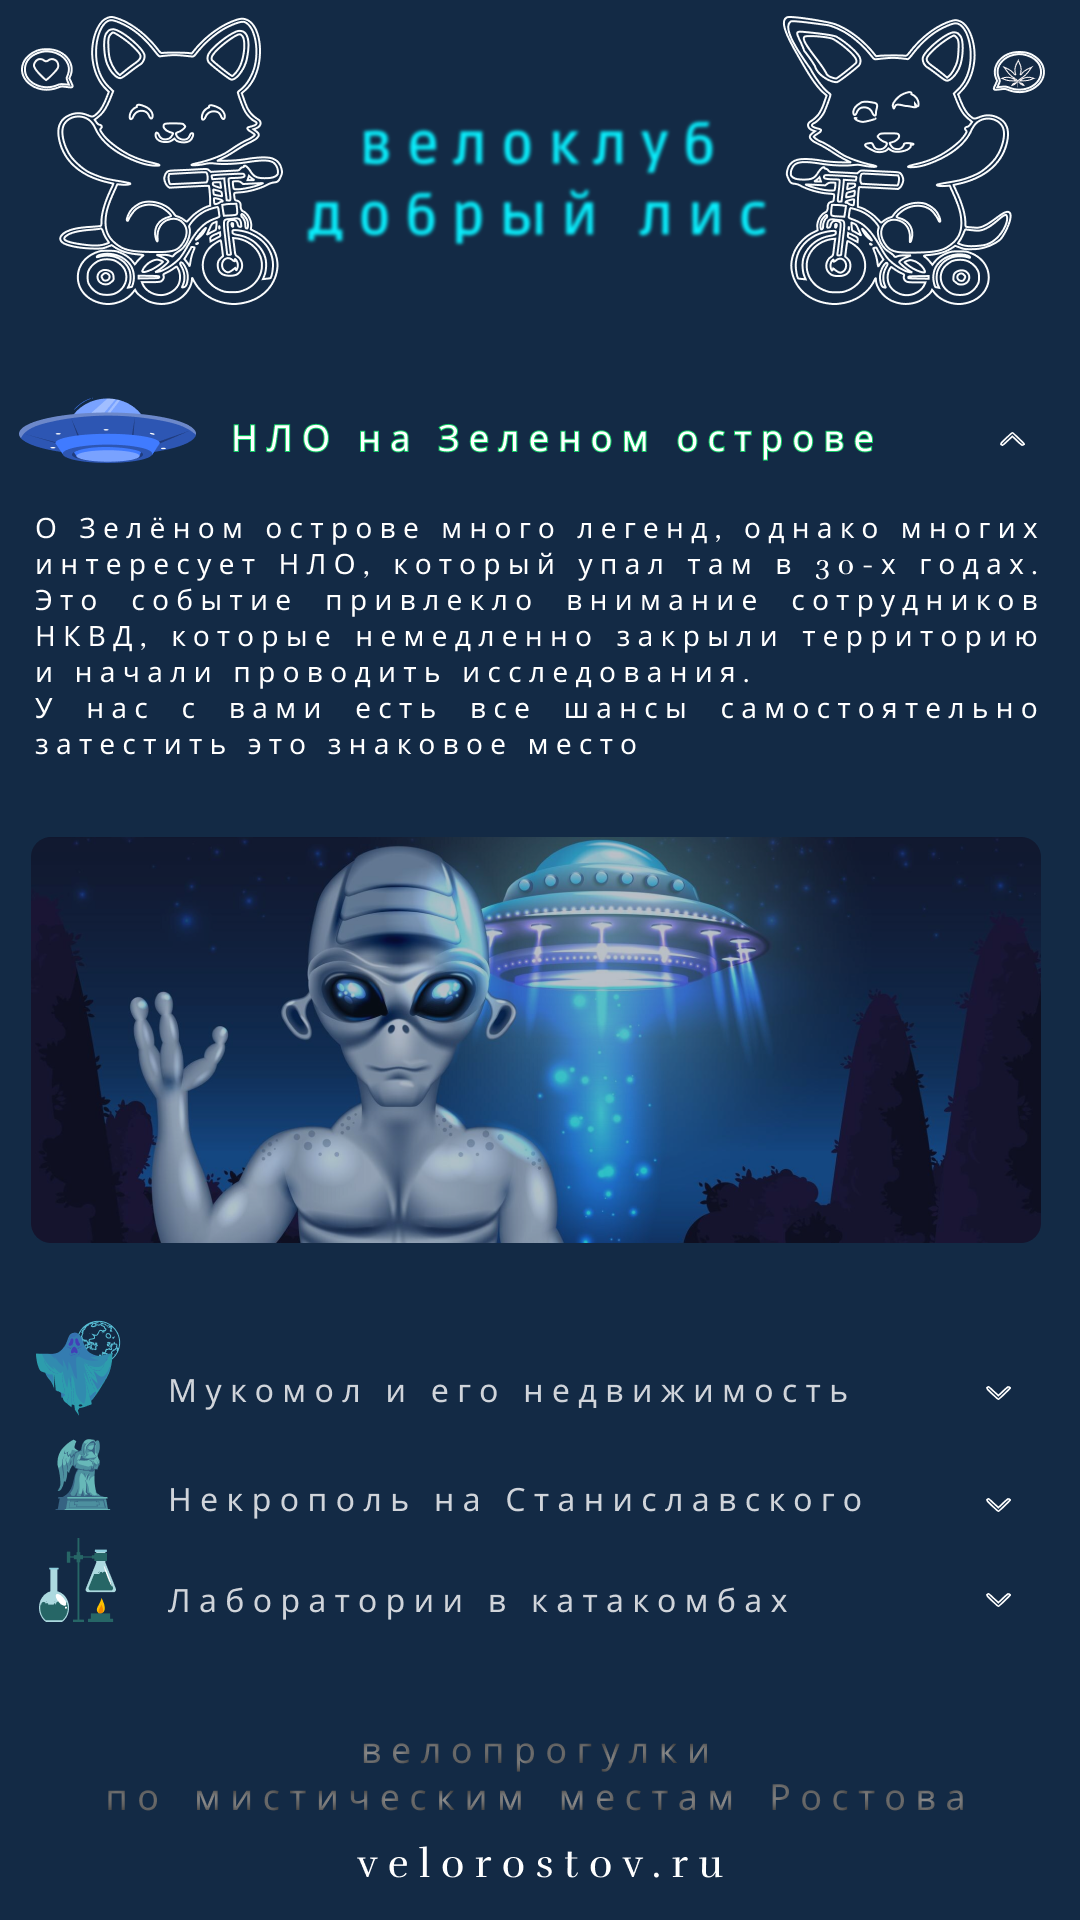 велоклуб
добрый лис
НЛО на Зеленом острове
О Зелёном острове много легенд, однако многих
интересует НЛО, который упал там в 30-х годах.
Это событие привлекло внимание сотрудников
НКВД, которые немедленно закрыли территорию
и начали проводить исследования.
У нас с вами есть все шансы самостоятельно
затестить это знаковое место
Мукомол и его недвижимость
Некрополь на Станиславского
Лаборатории в катакомбах
велопрогулки
по мистическим местам Ростова
velorostov.ru